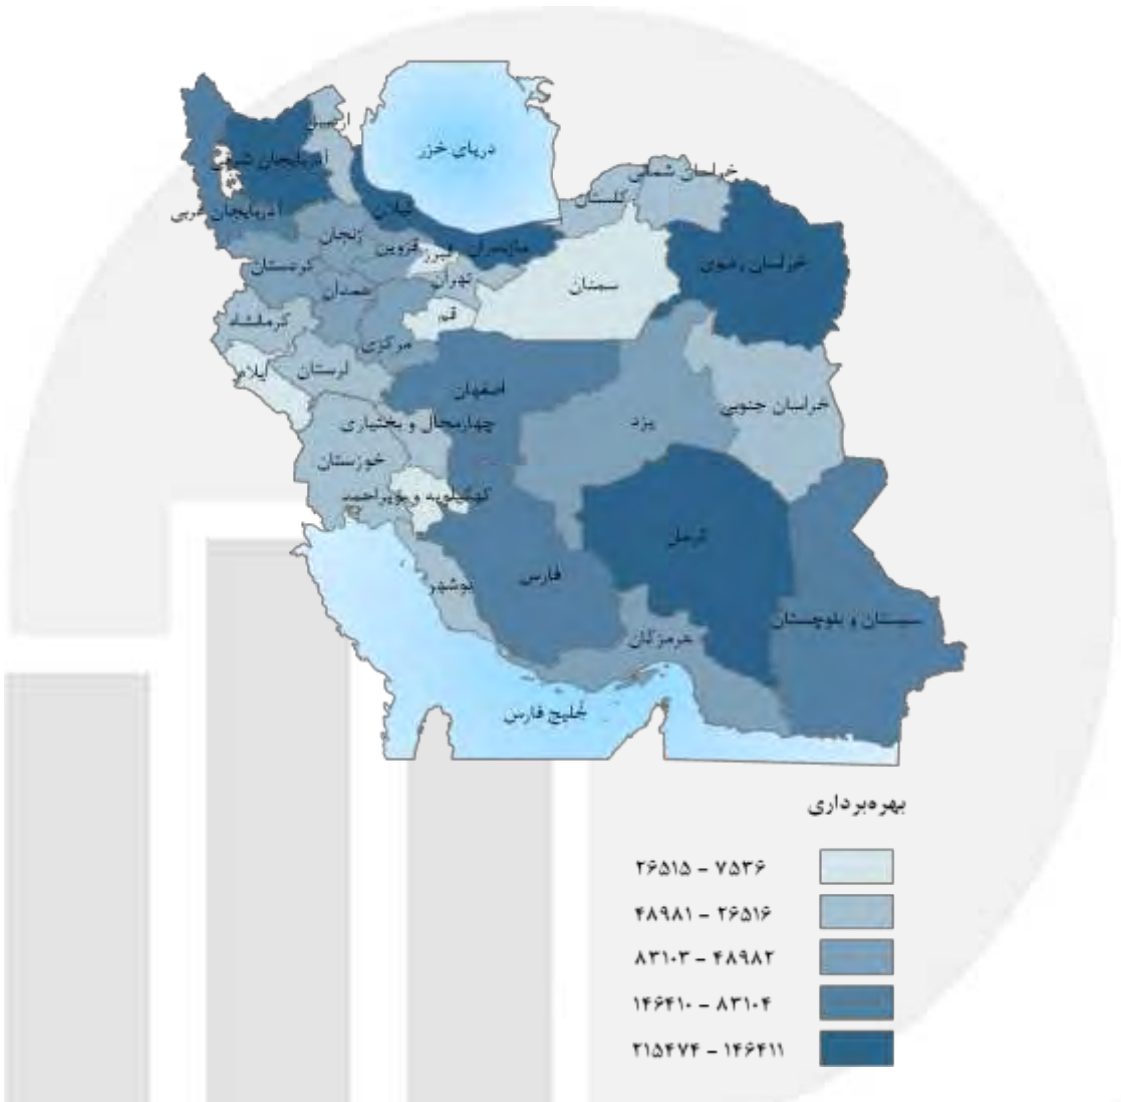 دریای خزر
اردبیل
آذربایجان شرقی
خراسان شمالی
گلستان
آذربایجان غربی
گیلان
زنجان
قزوین
البرز
مازندران
خراسان رضوی
کردستان
تهران
سمنان
همدان
قم
کرمانشاه
مرکزی
ایلام
لرستان
اصفهان
خراسان جنوبی
چهارمحال و بختیاری
یزد
خوزستان
کهگیلویه و بویراحمد
کرمان
فارس
بوشهر
سیستان و بلوچستان
هرمزگان
خلیج فارس
بهره‌برداری
۲۶۵۱۵ - ۷۵۳۶
۴۸۹۸۱ - ۲۶۵۱۶
۸۳۱۰۳ - ۴۸۹۸۲
۱۴۶۴۱۰ - ۸۳۱۰۴
۲۱۵۴۷۴ - ۱۴۶۴۱۱